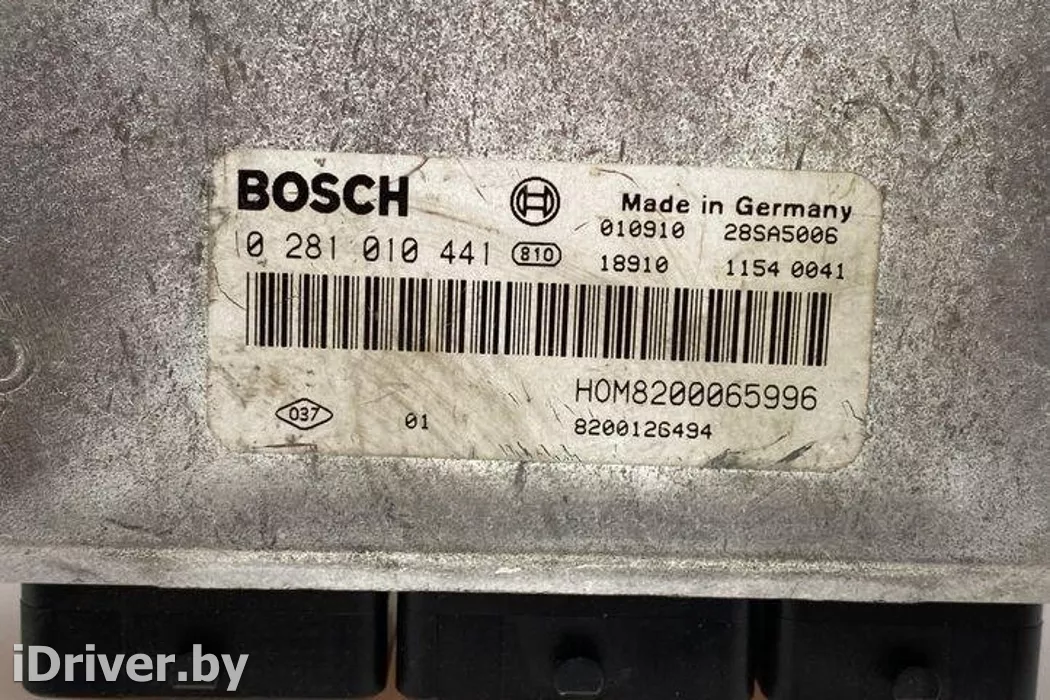 BOSCH
Made in Germany
010910 28SA5006
0 281 010 441 810
18910 1154 0041
HOM8200065996
037 01 8200126494
iDriver.by